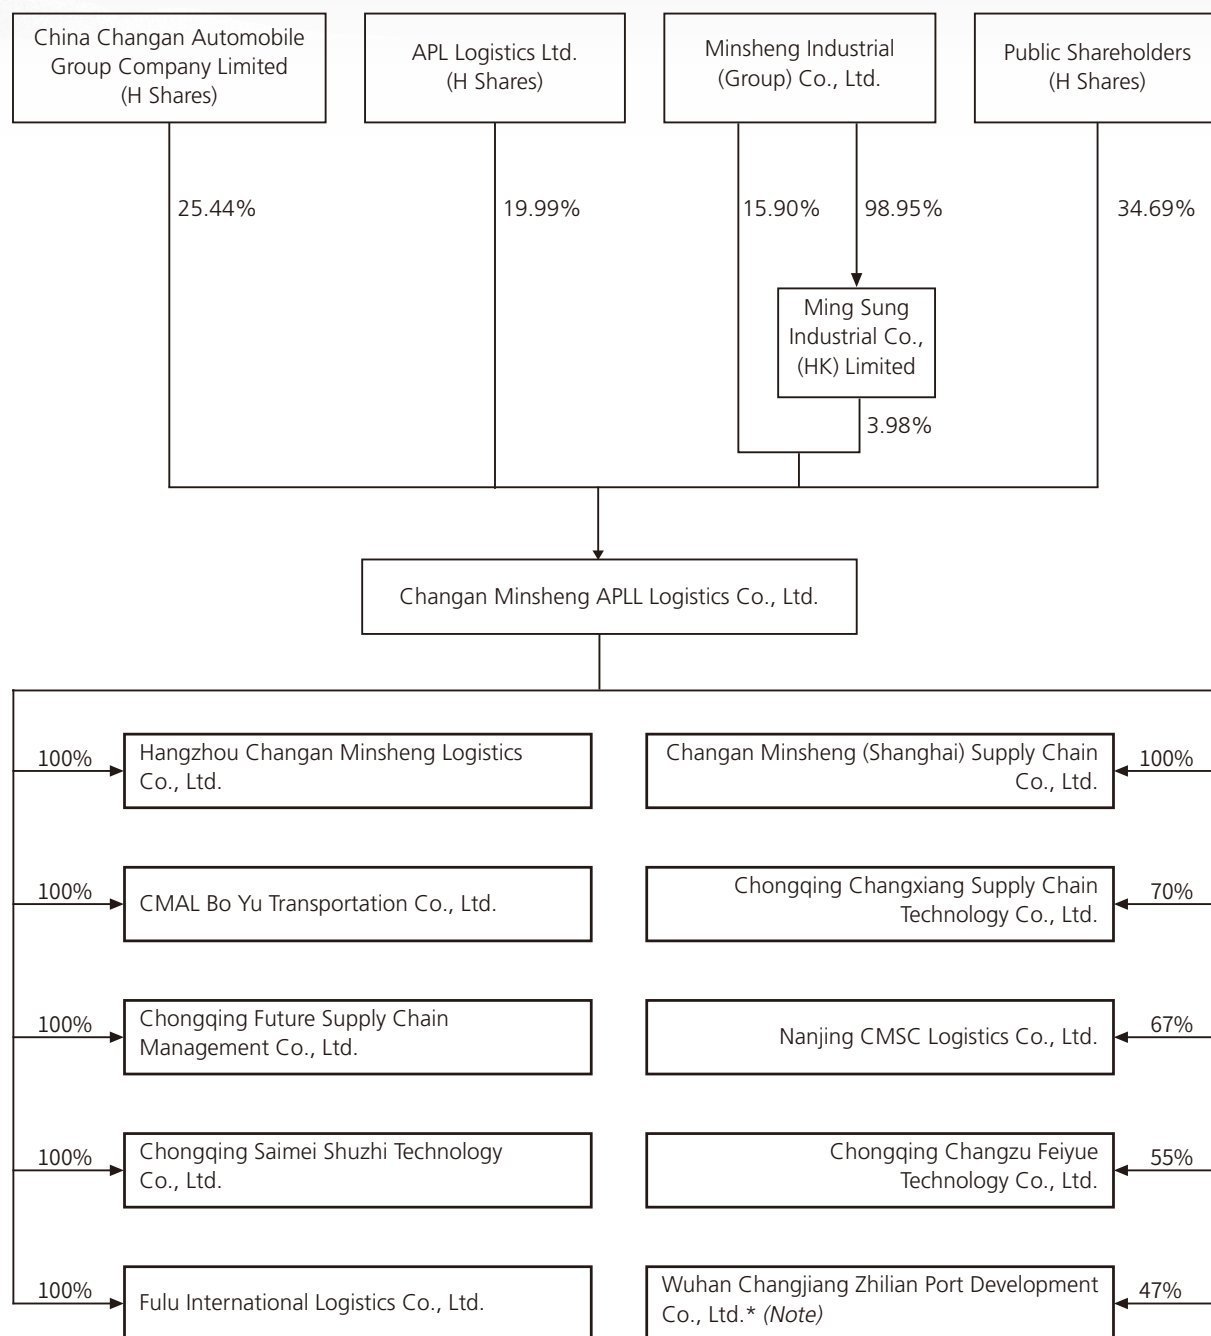 China Changan Automobile
Group Company Limited
(H Shares)
APL Logistics Ltd.
(H Shares)
Minsheng Industrial
(Group) Co., Ltd.
Public Shareholders
(H Shares)
25.44%
19.99%
15.90%
98.95%
34.69%
Ming Sung
Industrial Co.,
(HK) Limited
3.98%
Changan Minsheng APLL Logistics Co., Ltd.
100%
Hangzhou Changan Minsheng Logistics
Co., Ltd.
Changan Minsheng (Shanghai) Supply Chain
Co., Ltd.
100%
100%
CMAL Bo Yu Transportation Co., Ltd.
Chongqing Changxiang Supply Chain
Technology Co., Ltd.
70%
100%
Chongqing Future Supply Chain
Management Co., Ltd.
Nanjing CMSC Logistics Co., Ltd.
67%
100%
Chongqing Saimei Shuzhi Technology
Co., Ltd.
Chongqing Changzu Feiyue
Technology Co., Ltd.
55%
100%
Fulu International Logistics Co., Ltd.
Wuhan Changjiang Zhilian Port Development
Co., Ltd.* (Note)
47%